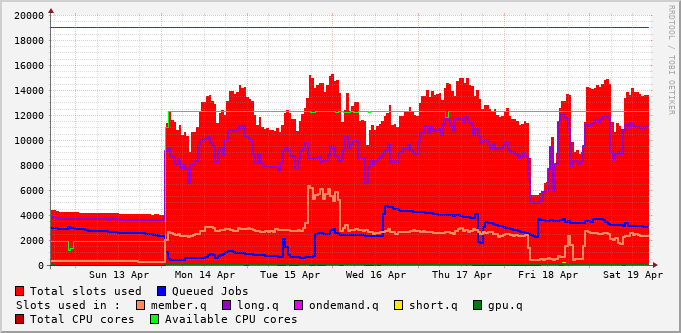 20000
18000
16000
14000
12000
10000
8000
6000
4000
2000
0
Sun 13 Apr Mon 14 Apr Tue 15 Apr Wed 16 Apr Thu 17 Apr Fri 18 Apr Sat 19 Apr
Total slots used Queued Jobs
Slots used in : member.q long.q ondemand.q short.q gpu.q
Total CPU cores Available CPU cores
RRDTOOL / TOBI OETIKER